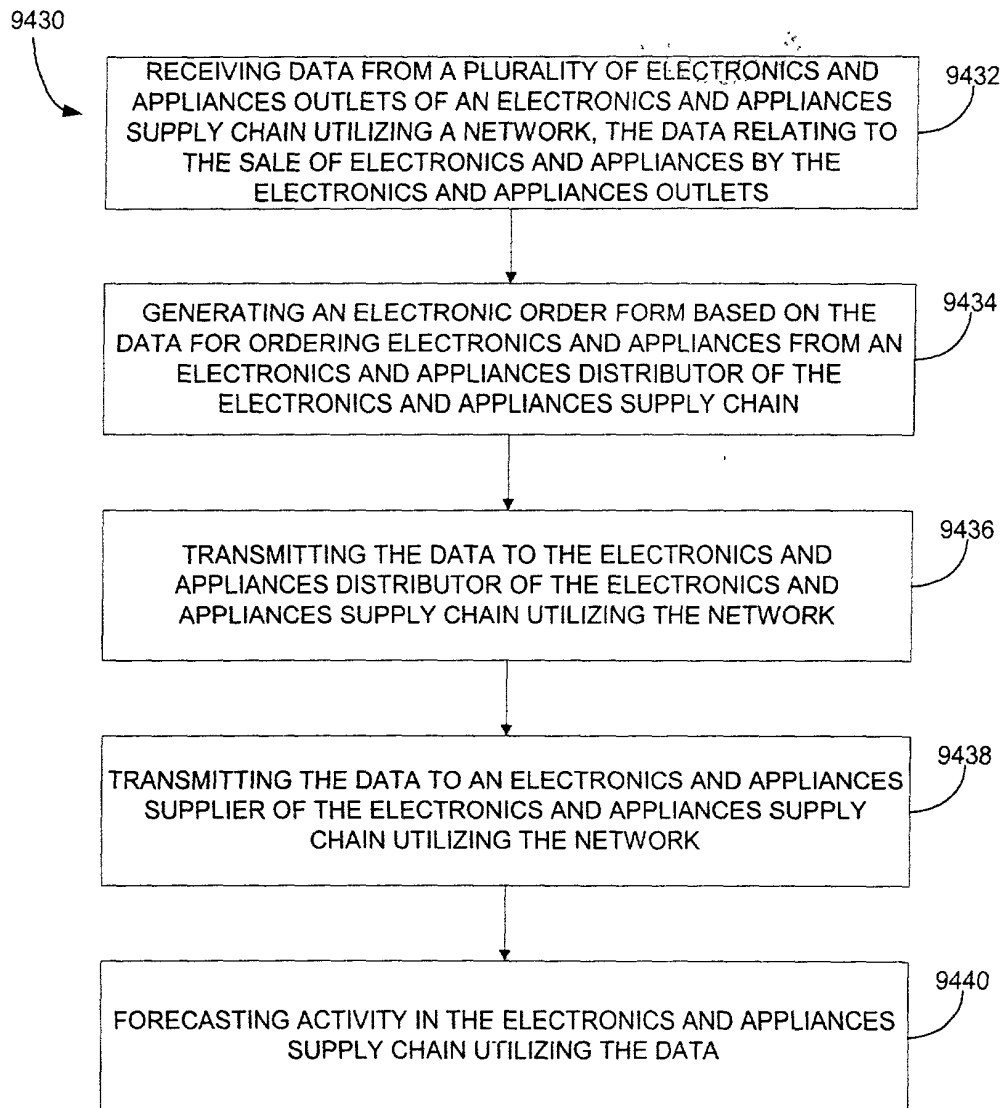 9430
RECEIVING DATA FROM A PLURALITY OF ELECTRONICS AND
APPLIANCES OUTLETS OF AN ELECTRONICS AND APPLIANCES
SUPPLY CHAIN UTILIZING A NETWORK, THE DATA RELATING TO
THE SALE OF ELECTRONICS AND APPLIANCES BY THE
ELECTRONICS AND APPLIANCES OUTLETS
9432
GENERATING AN ELECTRONIC ORDER FORM BASED ON THE
DATA FOR ORDERING ELECTRONICS AND APPLIANCES FROM AN
ELECTRONICS AND APPLIANCES DISTRIBUTOR OF THE
ELECTRONICS AND APPLIANCES SUPPLY CHAIN
9434
TRANSMITTING THE DATA TO THE ELECTRONICS AND
APPLIANCES DISTRIBUTOR OF THE ELECTRONICS AND
APPLIANCES SUPPLY CHAIN UTILIZING THE NETWORK
9436
TRANSMITTING THE DATA TO AN ELECTRONICS AND APPLIANCES
SUPPLIER OF THE ELECTRONICS AND APPLIANCES SUPPLY
CHAIN UTILIZING THE NETWORK
9438
FORECASTING ACTIVITY IN THE ELECTRONICS AND APPLIANCES
SUPPLY CHAIN UTILIZING THE DATA
9440